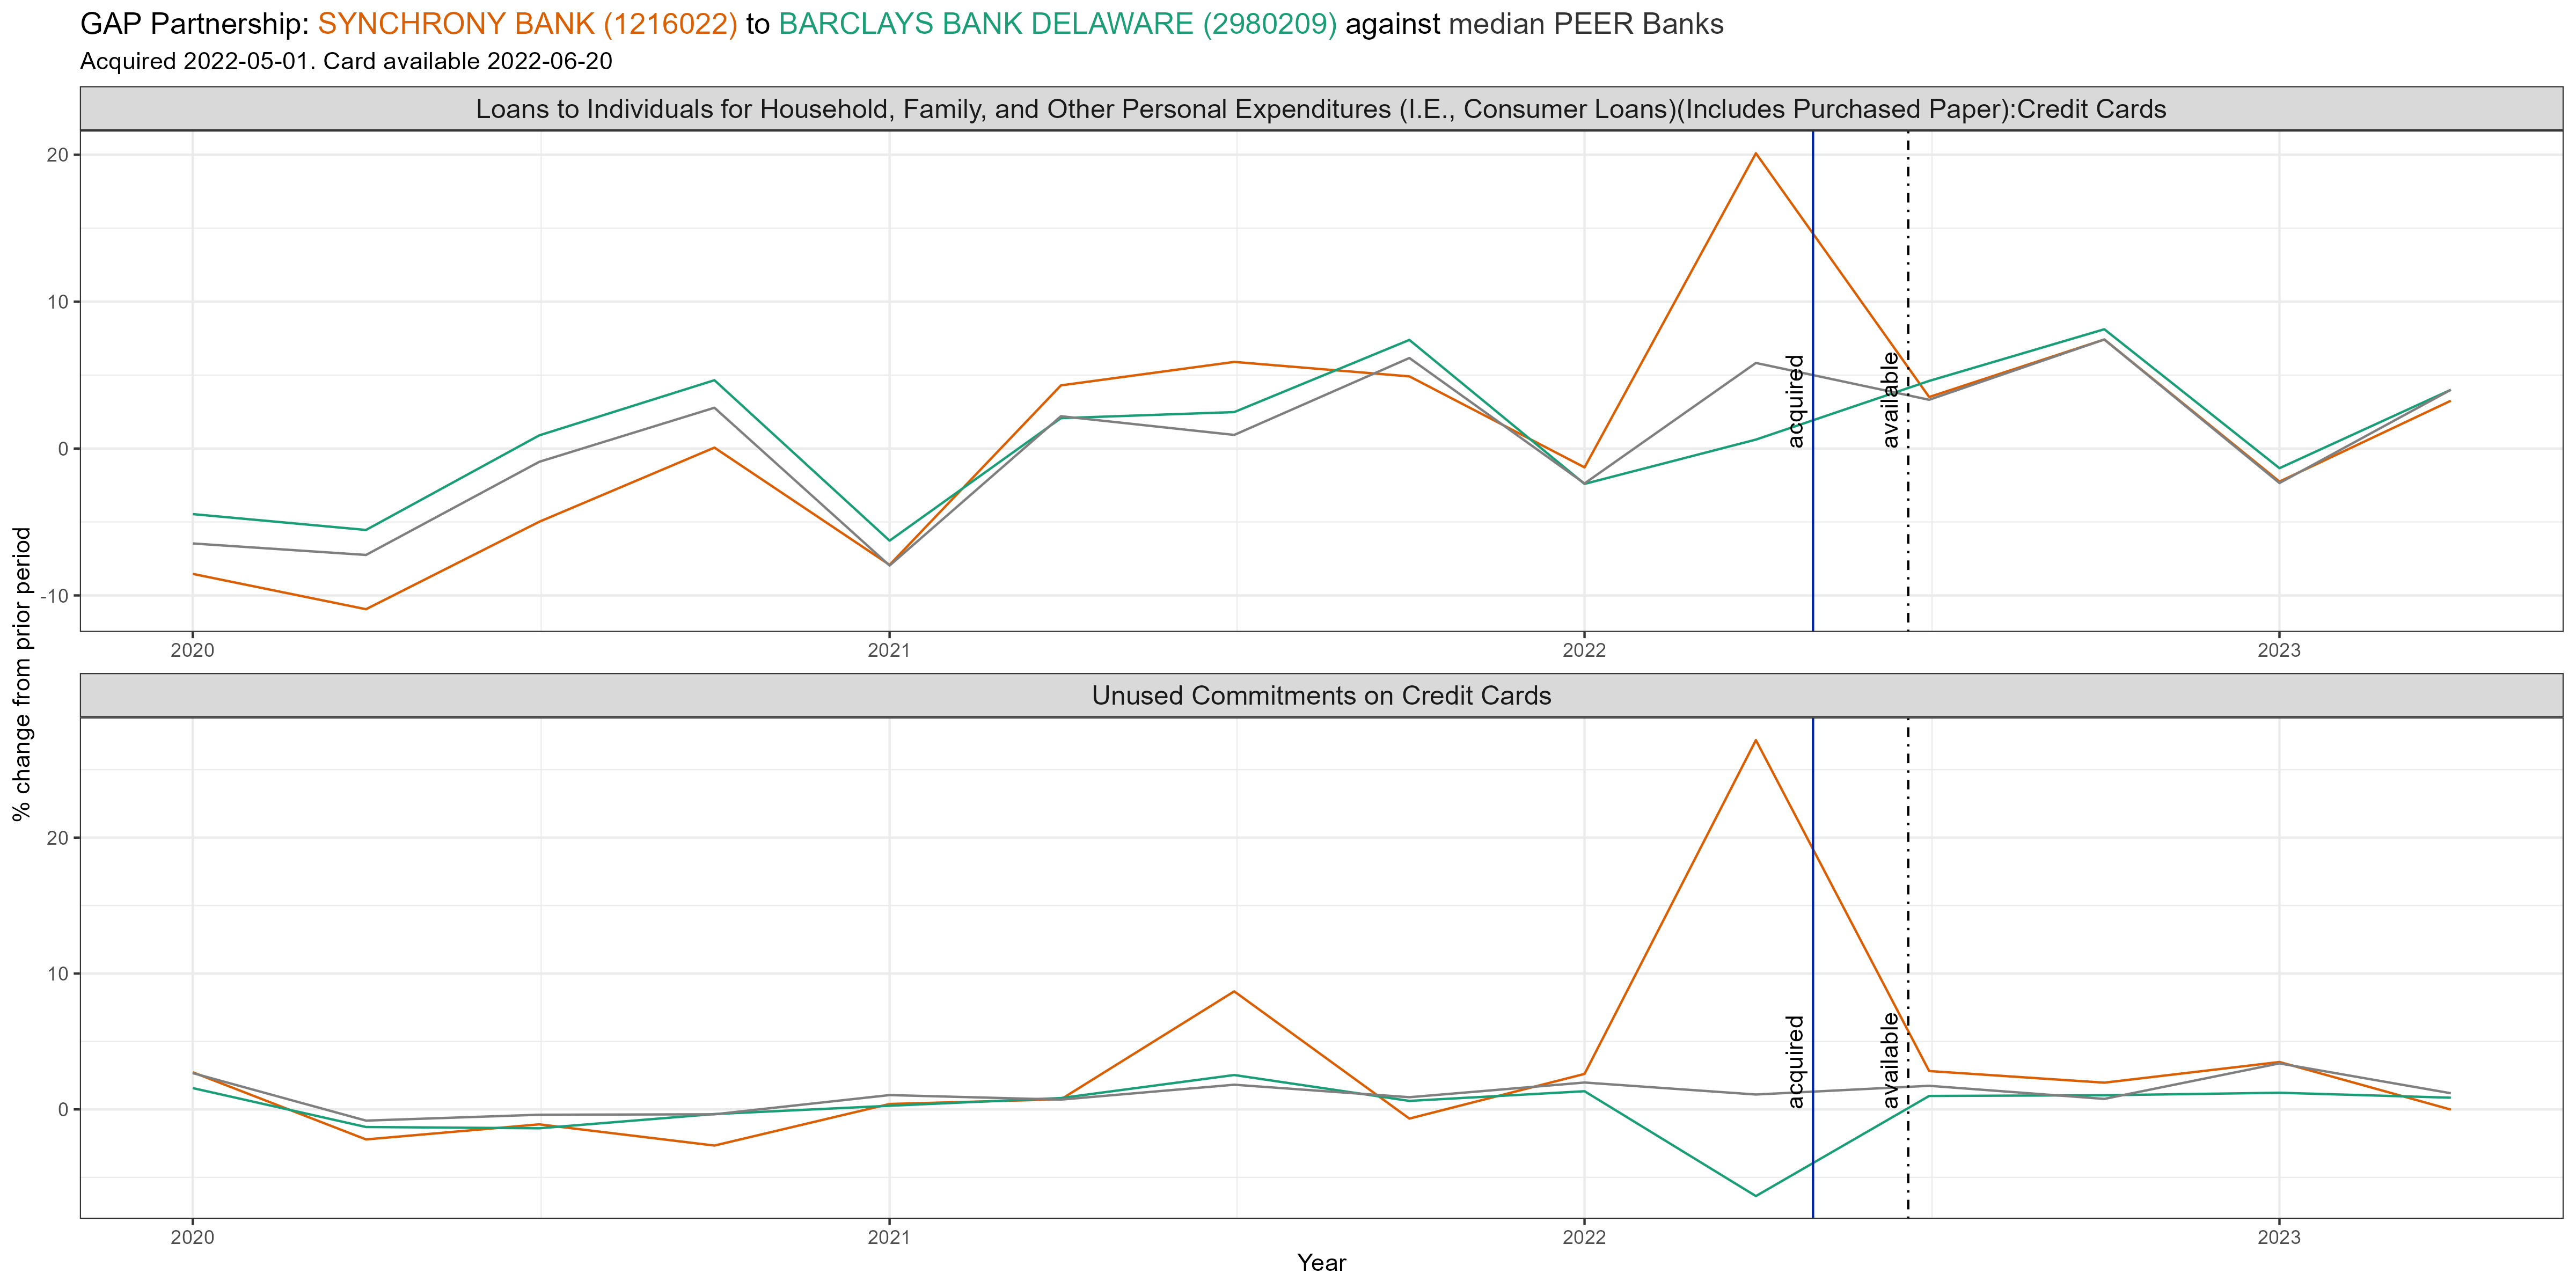 GAP Partnership: SYNCHRONY BANK (1216022) to BARCLAYS BANK DELAWARE (2980209) against median PEER Banks
Acquired 2022-05-01. Card available 2022-06-20
Loans to Individuals for Household, Family, and Other Personal Expenditures (I.E., Consumer Loans)(Includes Purchased Paper):Credit Cards
20
10
0
-10
acquired
available
2020
2021
2022
2023
% change from prior period
Unused Commitments on Credit Cards
20
10
0
acquired
available
2020
2021
2022
2023
Year